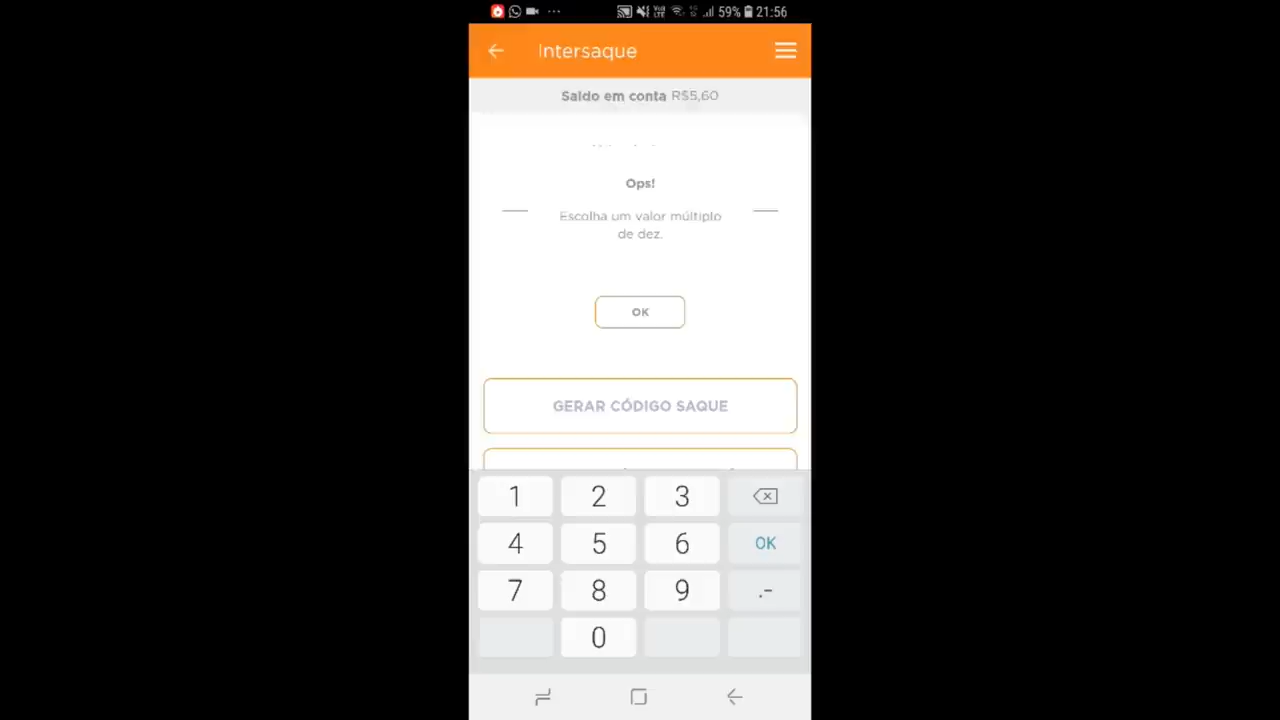 59% 21:56
Intersaque
Saldo em conta R$5,60
Ops!
Escolha um valor múltiplo
de dez.
OK
GERAR CÓDIGO SAQUE
1 2 3
4 5 6 OK
7 8 9 .-
0